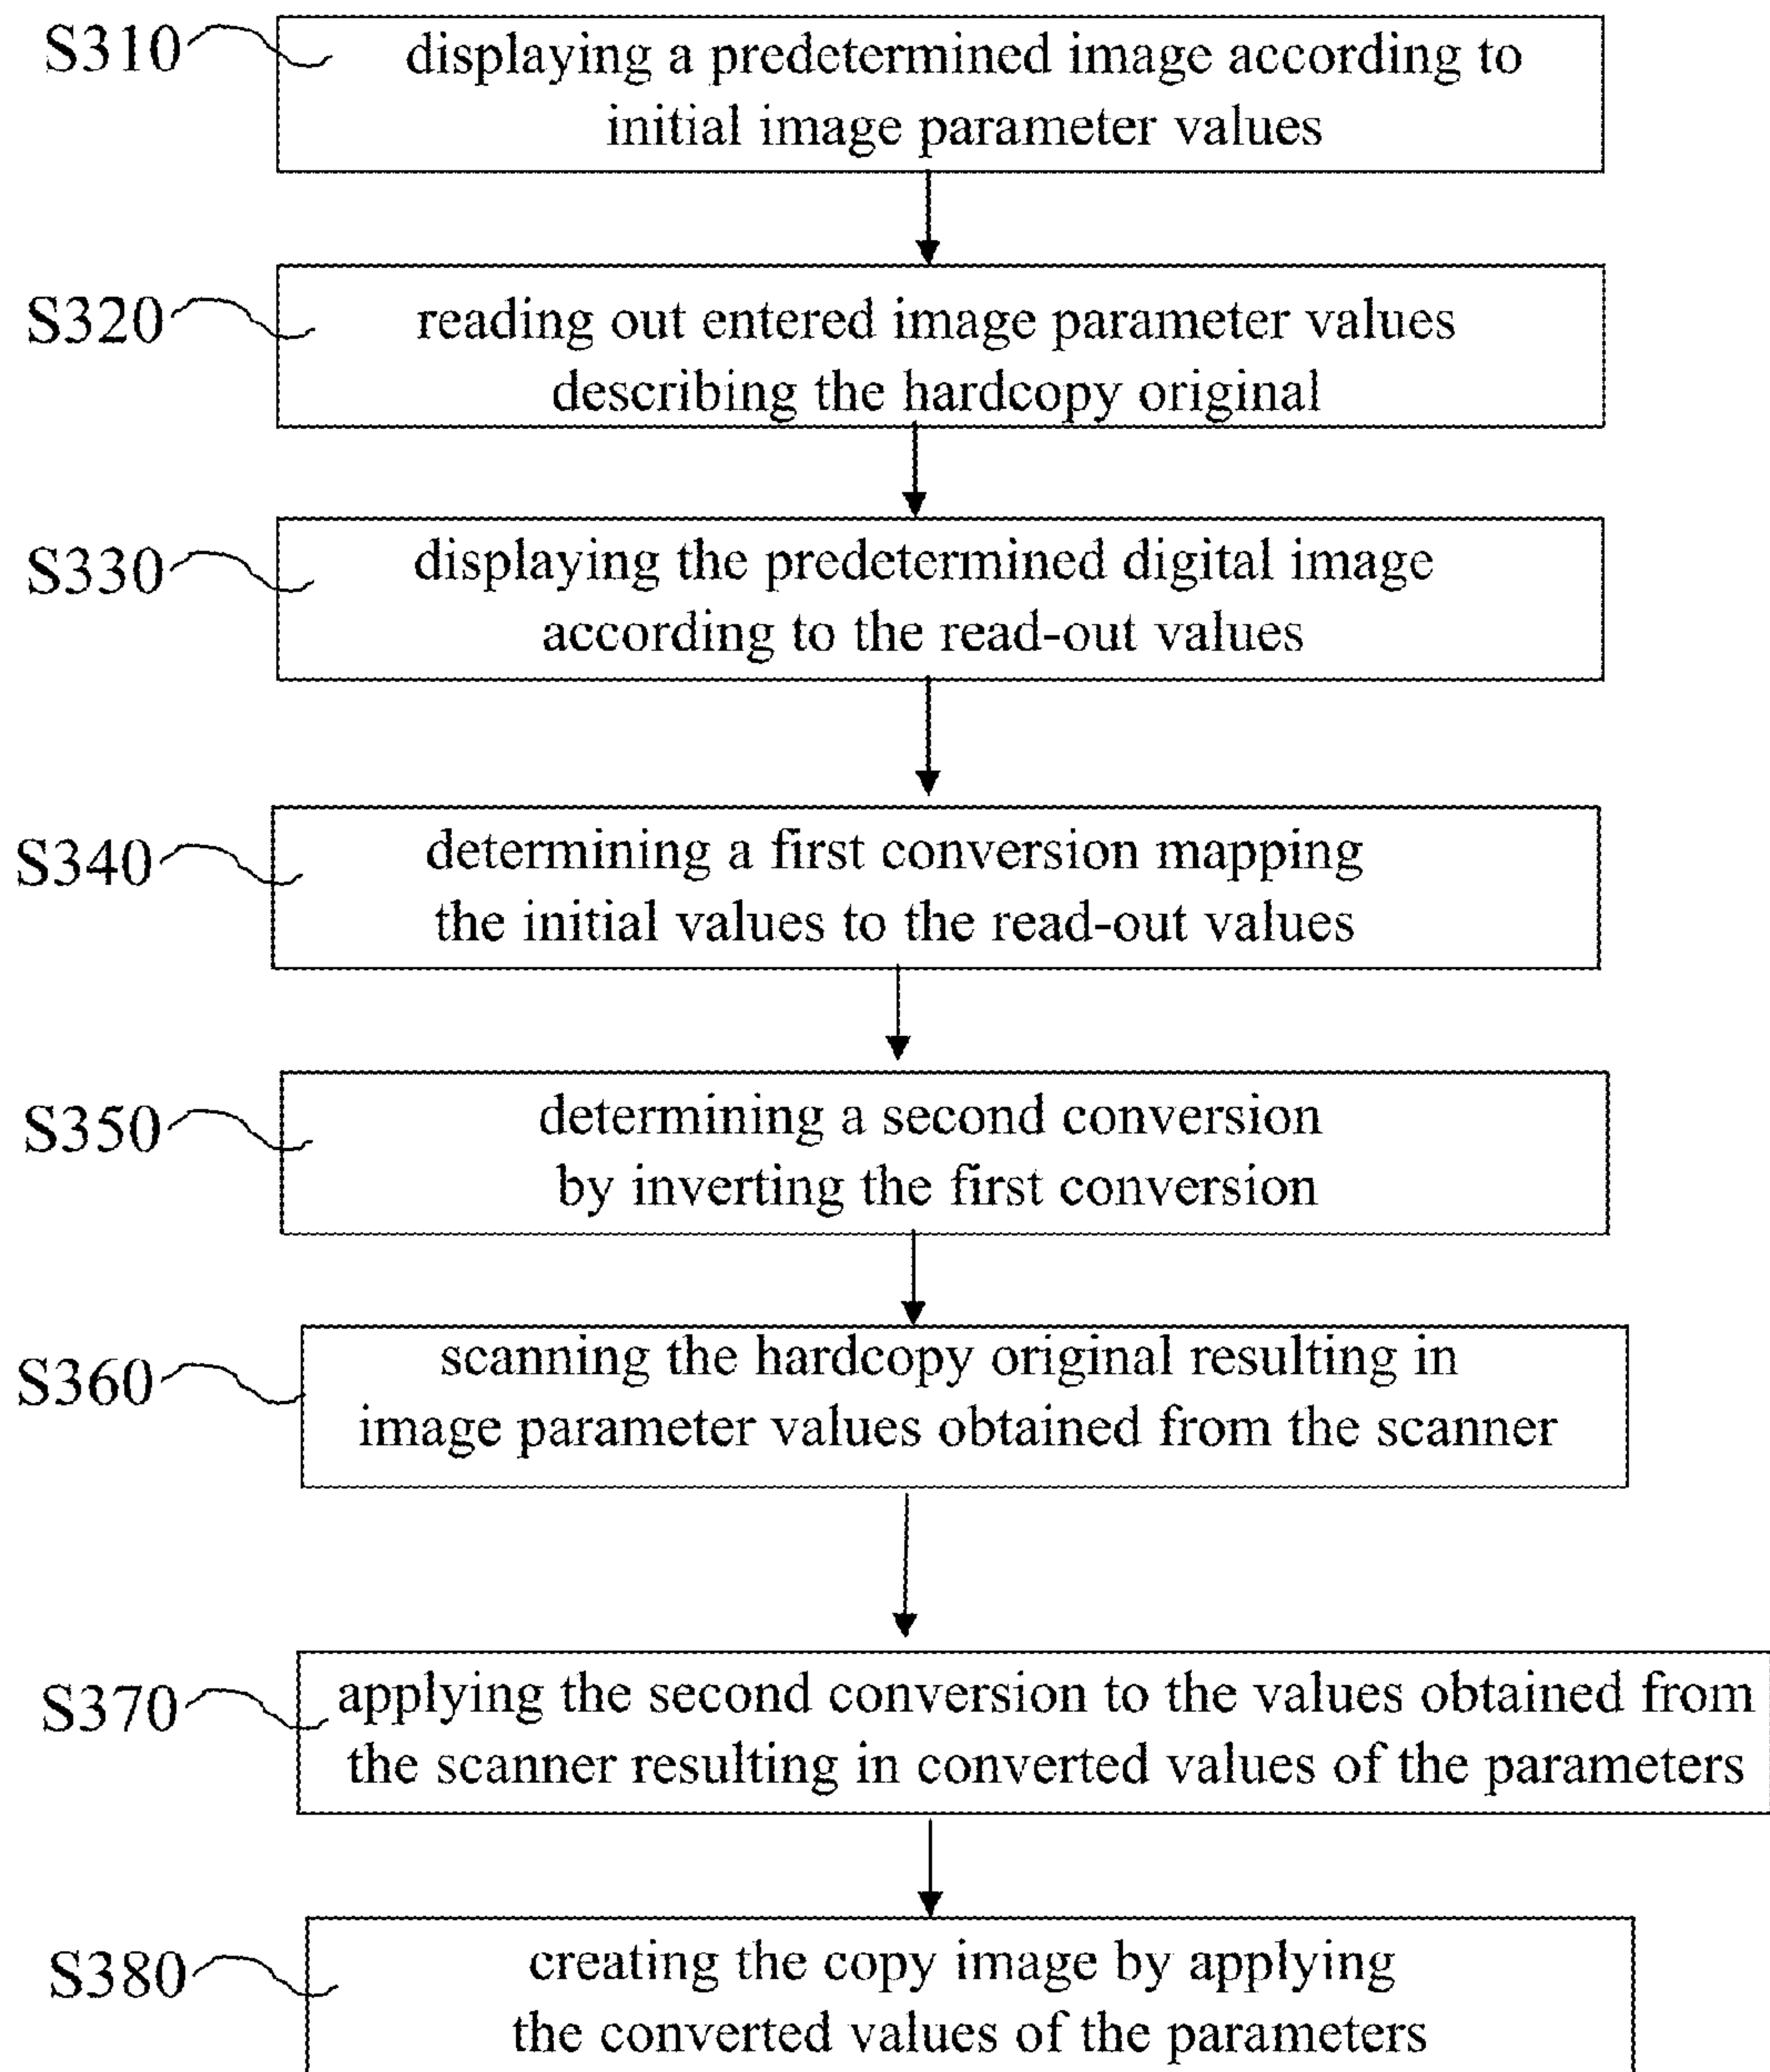 S310
displaying a predetermined image according to
initial image parameter values
S320
reading out entered image parameter values
describing the hardcopy original
S330
displaying the predetermined digital image
according to the read-out values
S340
determining a first conversion mapping
the initial values to the read-out values
S350
determining a second conversion
by inverting the first conversion
S360
scanning the hardcopy original resulting in
image parameter values obtained from the scanner
S370
applying the second conversion to the values obtained from
the scanner resulting in converted values of the parameters
S380
creating the copy image by applying
the converted values of the parameters